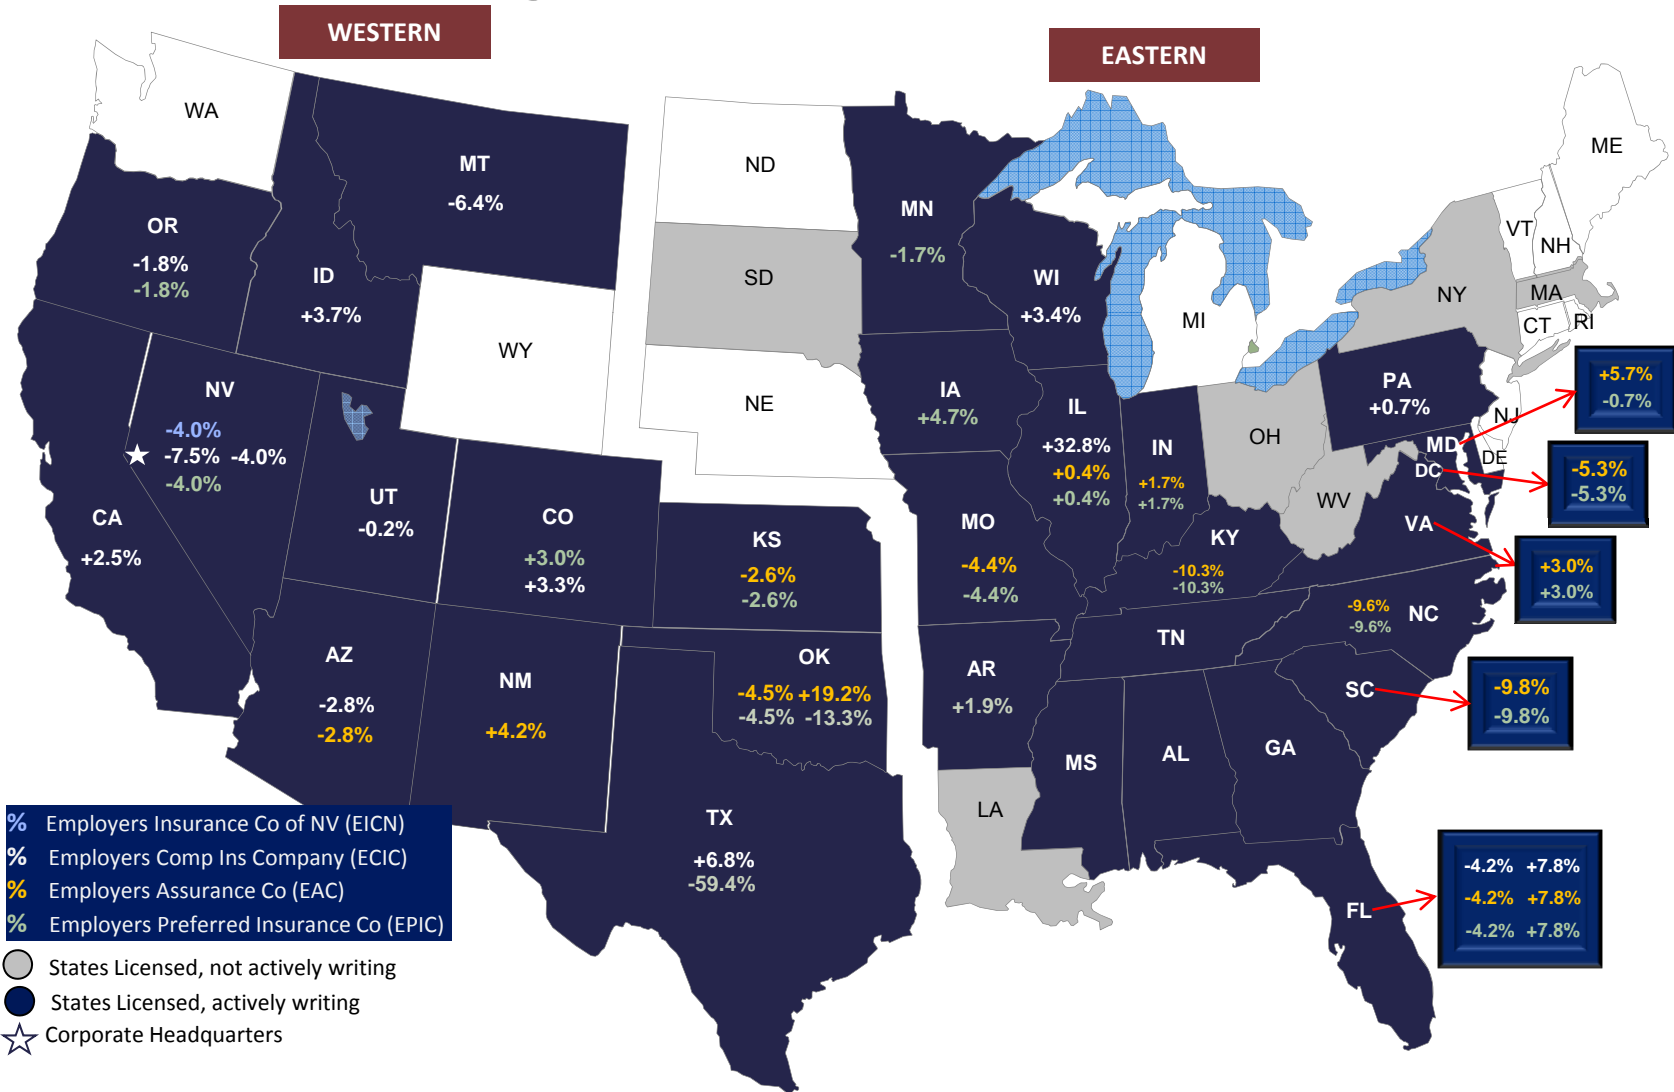 WESTERN
EASTERN
WA
MT
-6.4%
OR
-1.8%
-1.8%
ID
+3.7%
WY
NV
-4.0%
-7.5% -4.0%
-4.0%
CA
+2.5%
UT
-0.2%
CO
+3.0%
+3.3%
AZ
-2.8%
-2.8%
NM
+4.2%
ND
SD
NE
KS
-2.6%
-2.6%
OK
-4.5% +19.2%
-4.5% -13.3%
TX
+6.8%
-59.4%
MN
-1.7%
WI
+3.4%
IA
+4.7%
IL
+32.8%
+0.4%
+0.4%
IN
+1.7%
+1.7%
MO
-4.4%
-4.4%
AR
+1.9%
LA
MI
OH
KY
-10.3%
-10.3%
TN
MS
AL
GA
WV
PA
+0.7%
NY
VT
NH
ME
MA
CT
RI
NJ
DE
MD
+5.7%
-0.7%
DC
-5.3%
-5.3%
VA
+3.0%
+3.0%
NC
-9.6%
-9.6%
SC
-9.8%
-9.8%
FL
-4.2% +7.8%
-4.2% +7.8%
-4.2% +7.8%
% Employers Insurance Co of NV (EICN)
% Employers Comp Ins Company (ECIC)
% Employers Assurance Co (EAC)
% Employers Preferred Insurance Co (EPIC)
States Licensed, not actively writing
States Licensed, actively writing
Corporate Headquarters